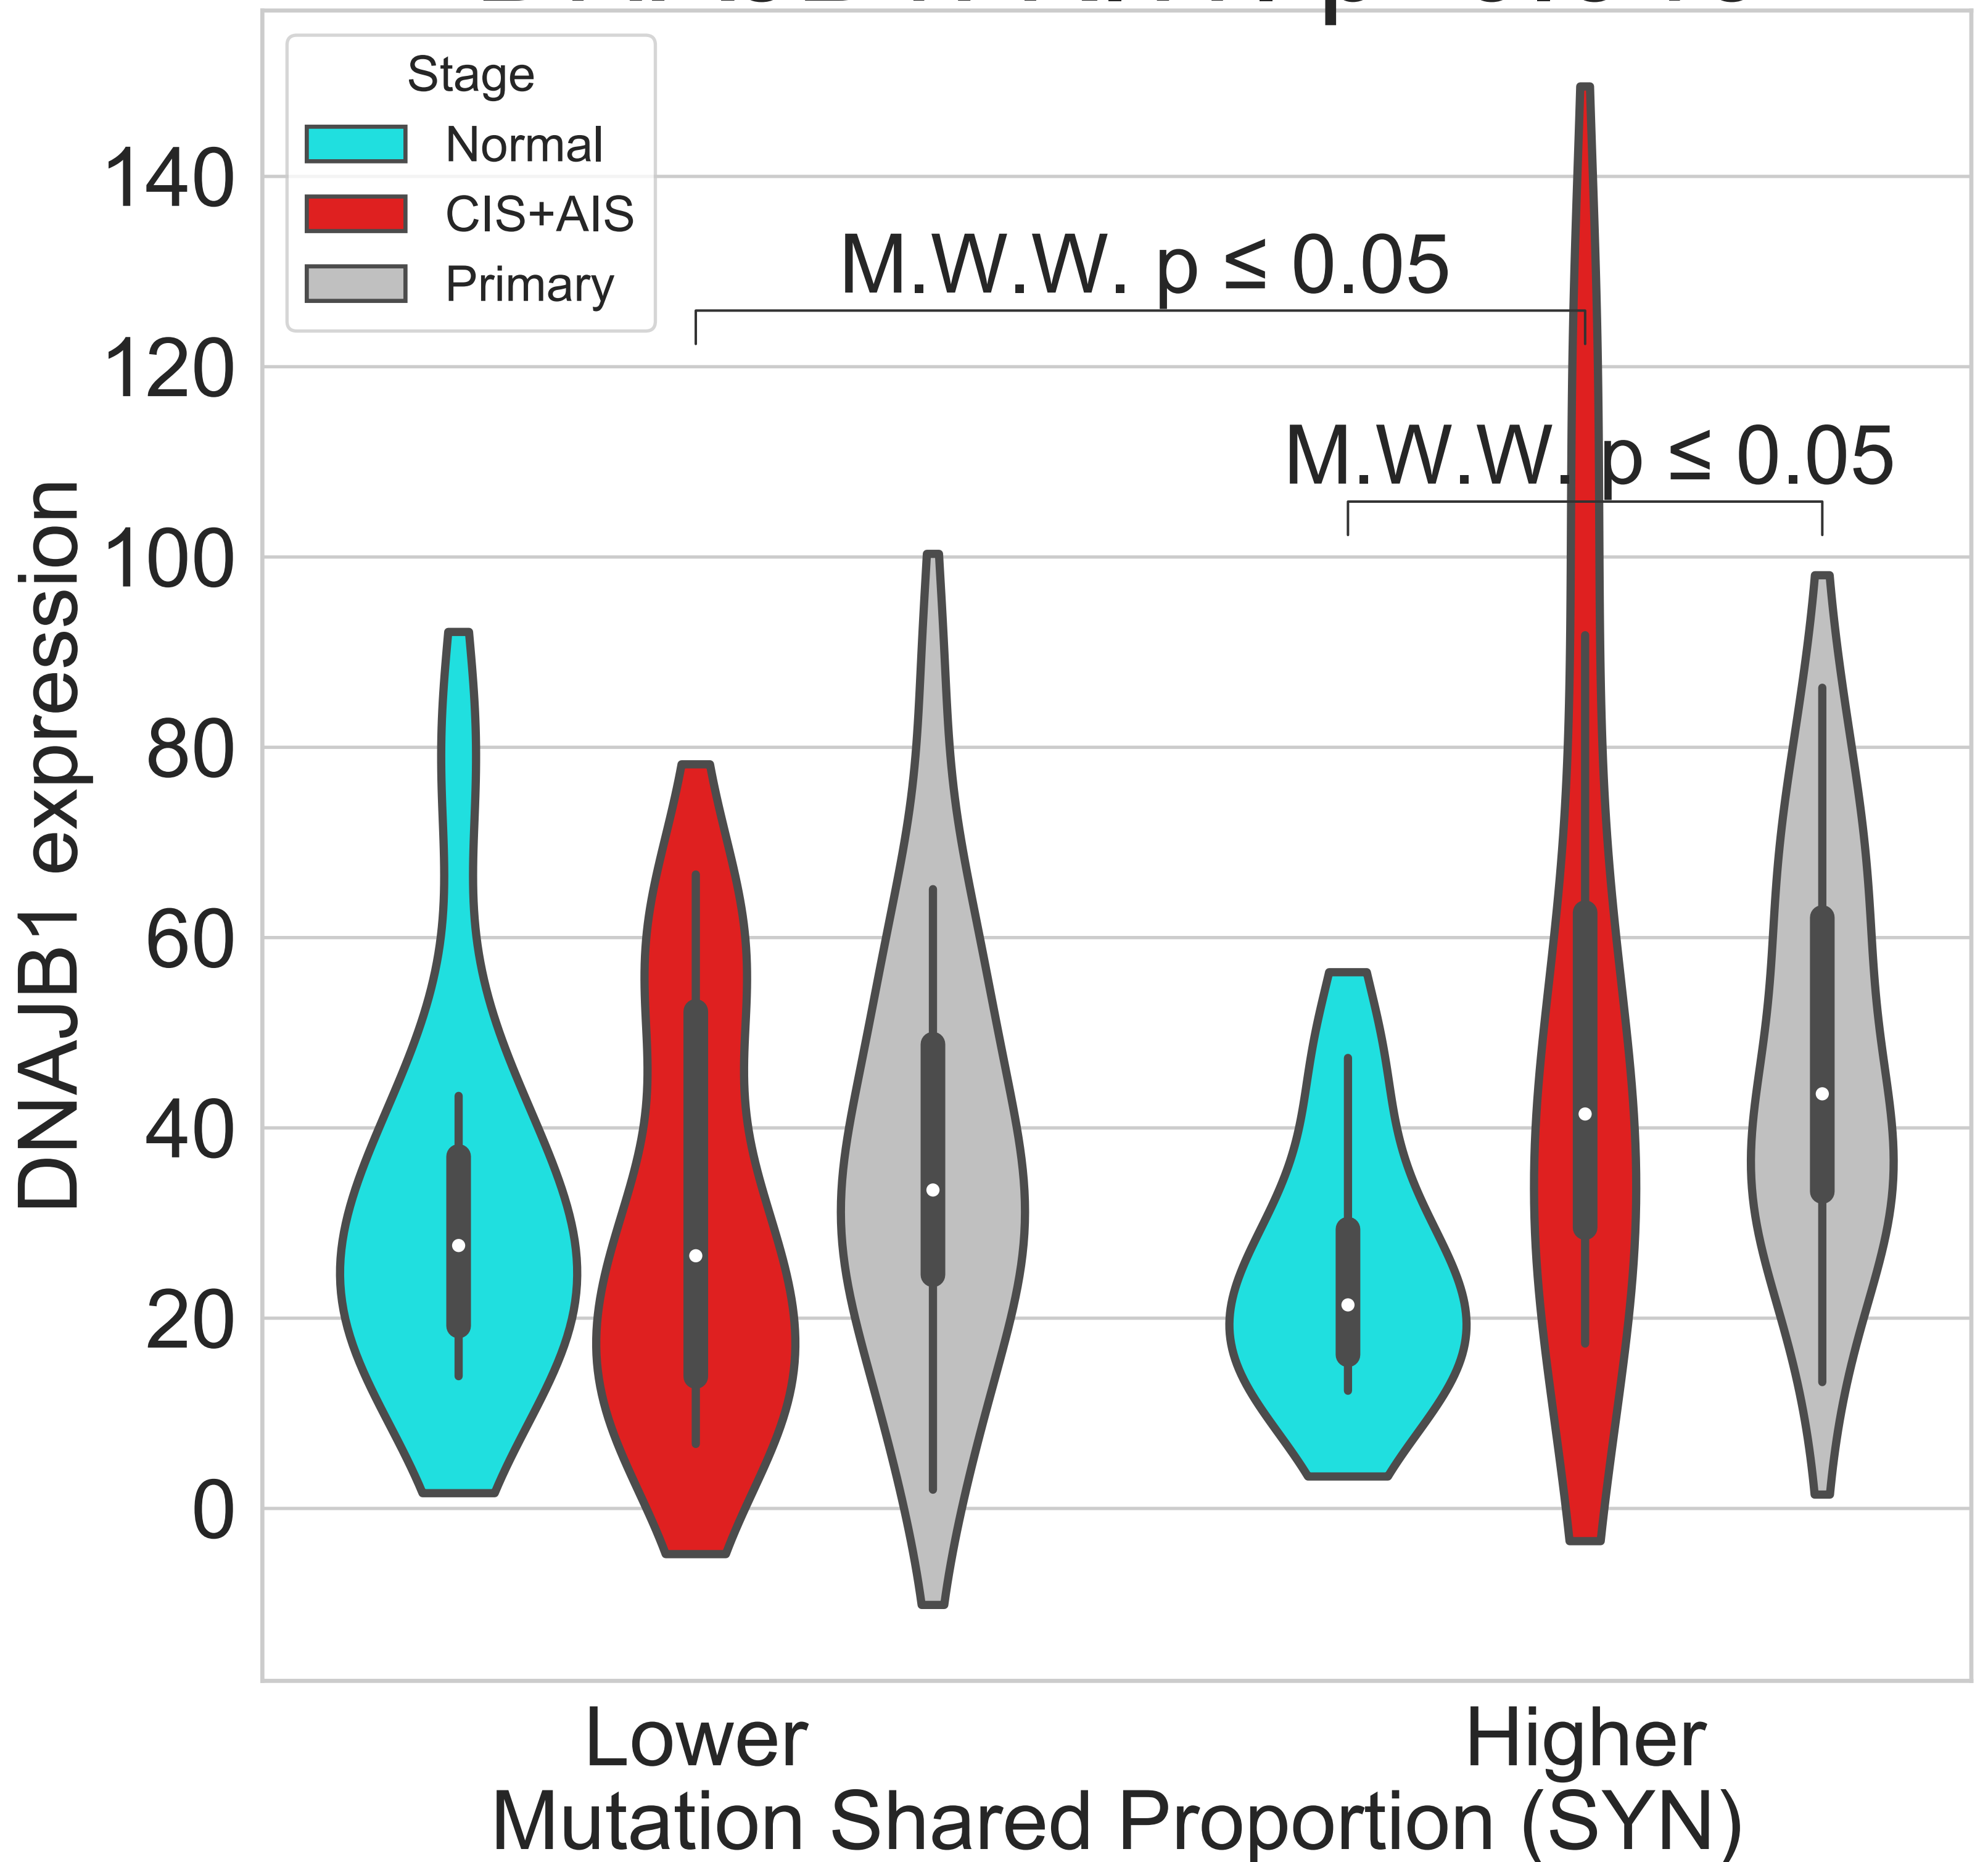 Stage
Normal
CIS+AIS
Primary
140
120
100
80
60
40
20
0
DNAJB1 expression
M.W.W. p ≤ 0.05
M.W.W. p ≤ 0.05
Lower
Higher
Mutation Shared Proportion (SYN)